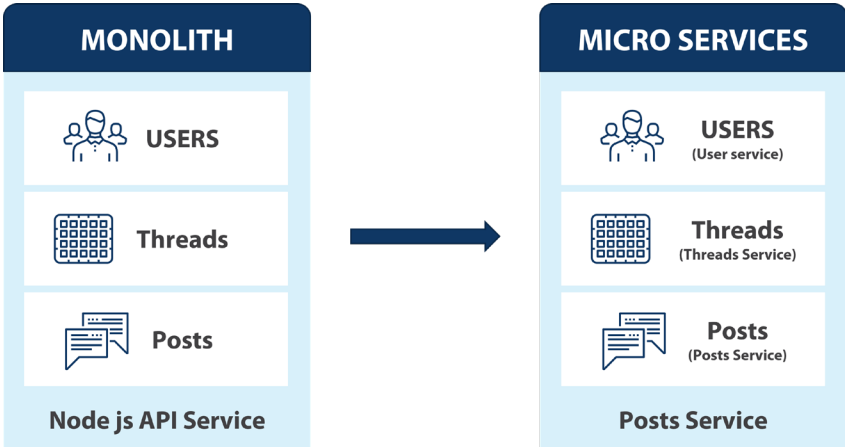 MONOLITH
USERS
Threads
Posts
Node js API Service
MICRO SERVICES
USERS
(User service)
Threads
(Threads Service)
Posts
(Posts Service)
Posts Service